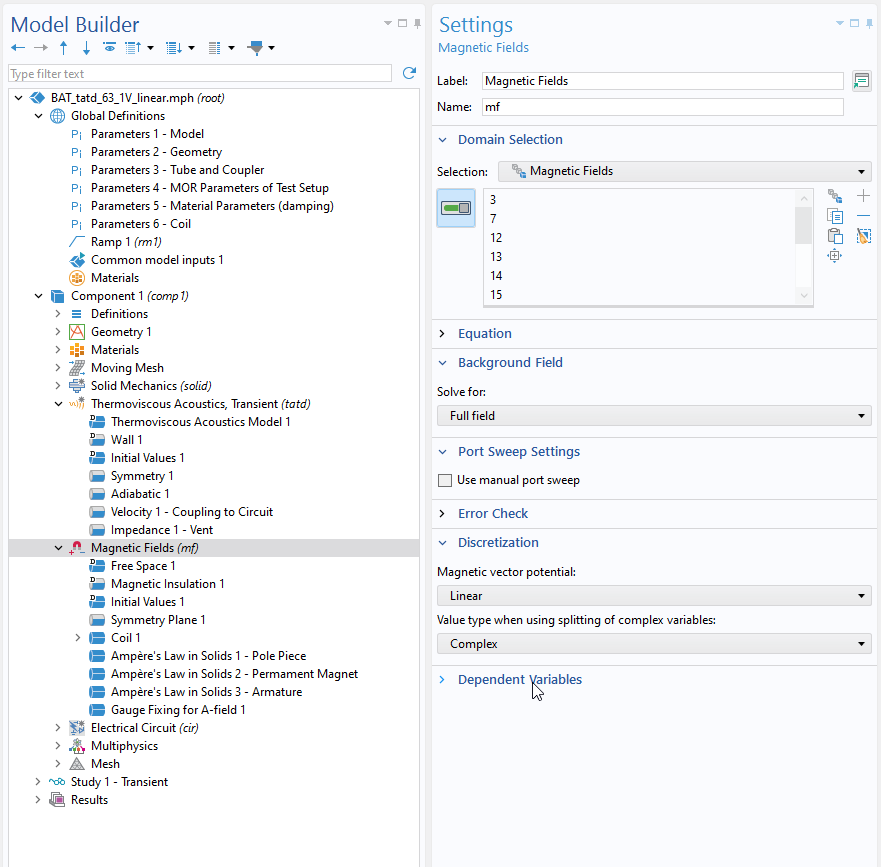 Model Builder
Type filter text
BAT_tatd_63_1V_linear.mph (root)
Global Definitions
Pi Parameters 1 - Model
Pi Parameters 2 - Geometry
Pi Parameters 3 - Tube and Coupler
Pi Parameters 4 - MOR Parameters of Test Setup
Pi Parameters 5 - Material Parameters (damping)
Pi Parameters 6 - Coil
Ramp 1 (rm1)
Common model inputs 1
Materials
Component 1 (comp1)
Definitions
Geometry 1
Materials
Moving Mesh
Solid Mechanics (solid)
Thermoviscous Acoustics, Transient (tatd)
D Thermoviscous Acoustics Model 1
D Wall 1
D Initial Values 1
Symmetry 1
Adiabatic 1
Velocity 1 - Coupling to Circuit
Impedance 1 - Vent
Magnetic Fields (mf)
D Free Space 1
D Magnetic Insulation 1
D Initial Values 1
Symmetry Plane 1
Coil 1
Ampère's Law in Solids 1 - Pole Piece
Ampère's Law in Solids 2 - Permament Magnet
Ampère's Law in Solids 3 - Armature
Gauge Fixing for A-field 1
Electrical Circuit (cir)
Multiphysics
Mesh
Study 1 - Transient
Results
Settings
Magnetic Fields
Label: Magnetic Fields
Name: mf
Domain Selection
Selection: Magnetic Fields
3
7
12
13
14
15
Equation
Background Field
Solve for:
Full field
Port Sweep Settings
Use manual port sweep
Error Check
Discretization
Magnetic vector potential:
Linear
Value type when using splitting of complex variables:
Complex
Dependent Variables